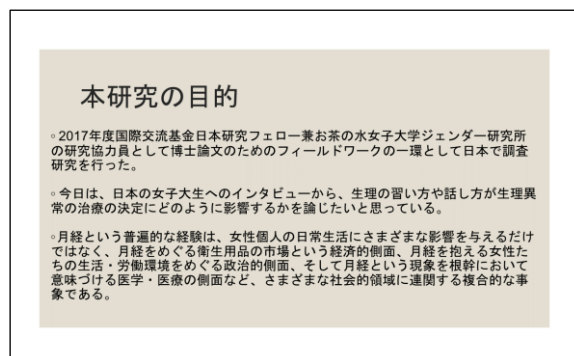 本研究の目的
◦2017年度国際交流基金日本研究フェロー兼お茶の水女子大学ジェンダー研究所
の研究協力員として博士論文のためのフィールドワークの一環として日本で調査
研究を行った。
◦今日は、日本の女子大生へのインタビューから、生理の習い方や話し方が生理異
常の治療の決定にどのように影響するかを論じたいと思っている。
◦月経という普遍的な経験は、女性個人の日常生活にさまざまな影響を与えるだけ
ではなく、月経をめぐる衛生用品の市場という経済的側面、月経を抱える女性た
ちの生活・労働環境をめぐる政治的側面、そして月経という現象を根幹において
意味づける医学・医療の側面など、さまざまな社会的領域に連関する複合的な事
象である。